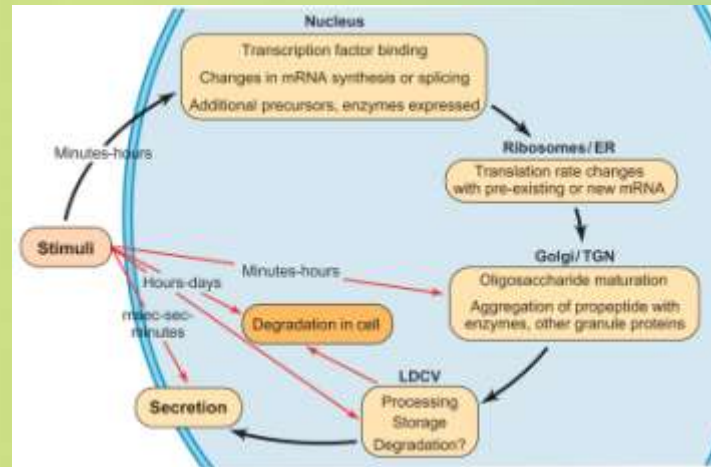 Nucleus
Transcription factor binding
Changes in mRNA synthesis or splicing
Additional precursors, enzymes expressed
Minutes-hours
Ribosomes/ER
Translation rate changes
with pre-existing or new mRNA
Stimuli
Minutes-hours
Golgi/TGN
Oligosaccharide maturation
Aggregation of propeptide with
enzymes, other granule proteins
Hours-days
msec-sec-
minutes
Degradation in cell
LDCV
Processing
Storage
Degradation?
Secretion